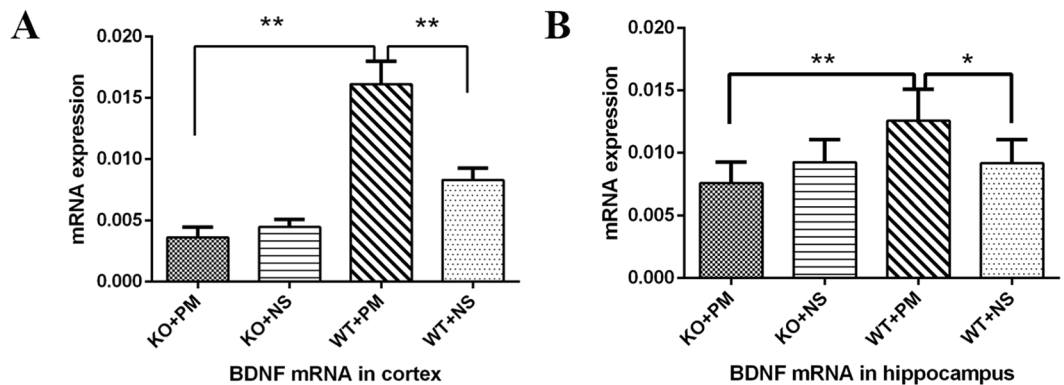 A
**
**
0.020
0.015
0.010
0.005
0.000
mRNA expression
KO+PM
KO+NS
WT+PM
WT+NS
BDNF mRNA in cortex
B
**
*
0.020
0.015
0.010
0.005
0.000
mRNA expression
KO+PM
KO+NS
WT+PM
WT+NS
BDNF mRNA in hippocampus